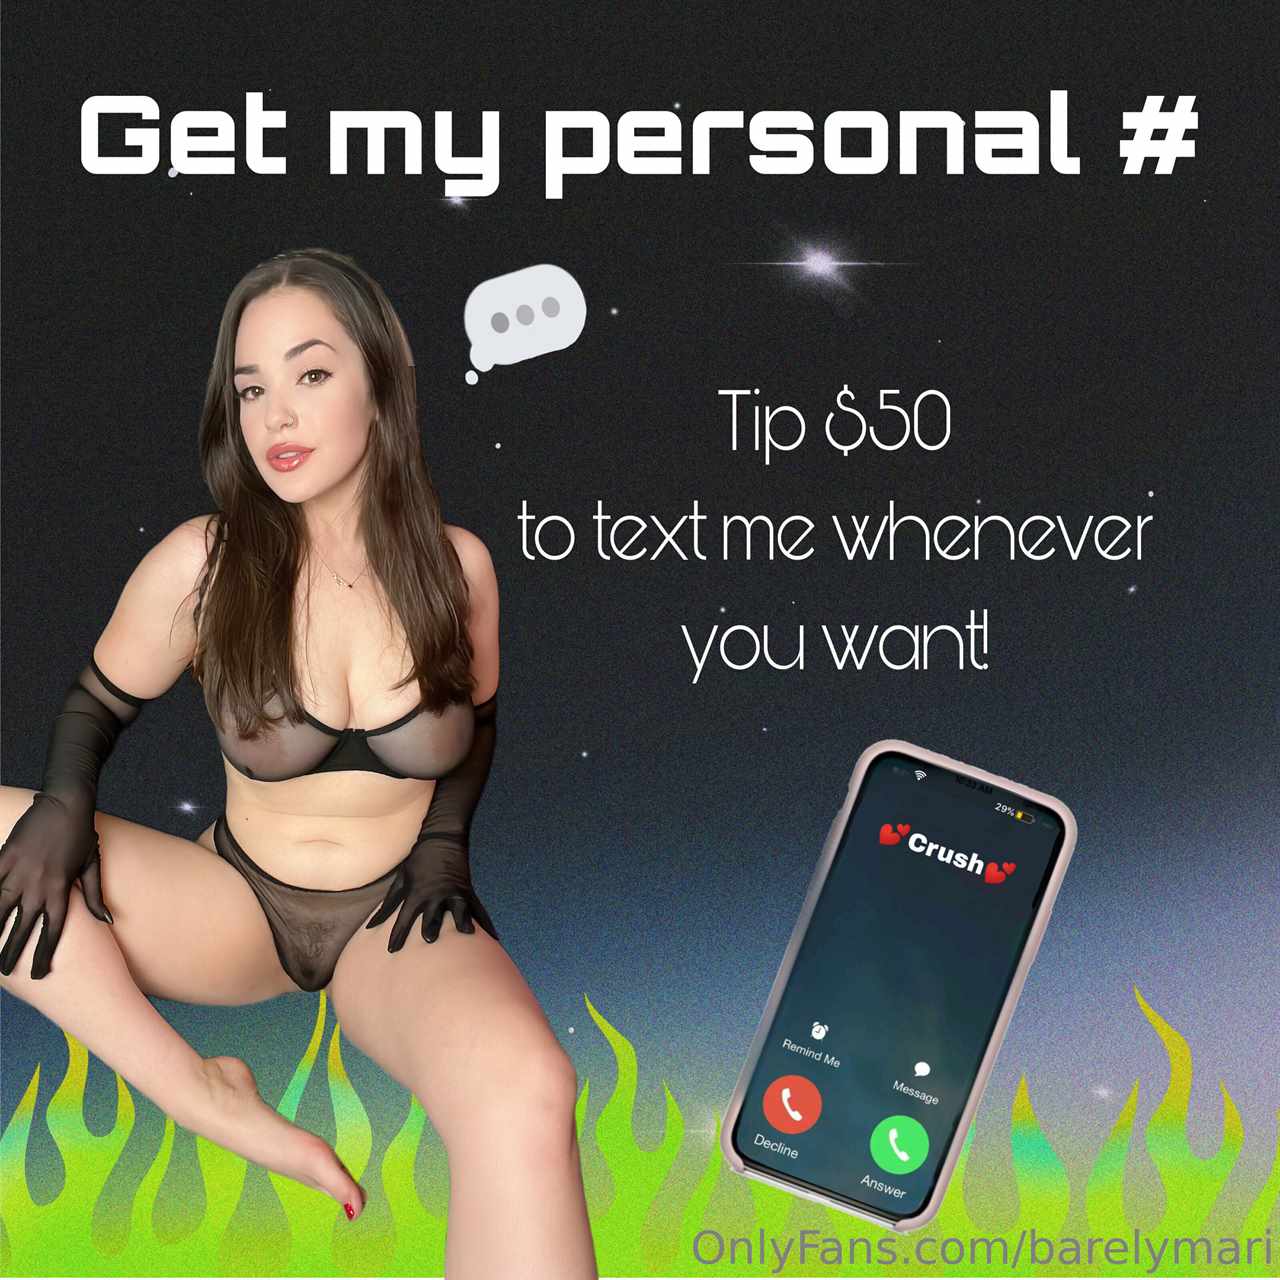 Get my personal #
Tip $50
to text me whenever
you want!
29%
💕Crush💕
Remind Me
Message
Decline
Answer
OnlyFans.com/barelymari